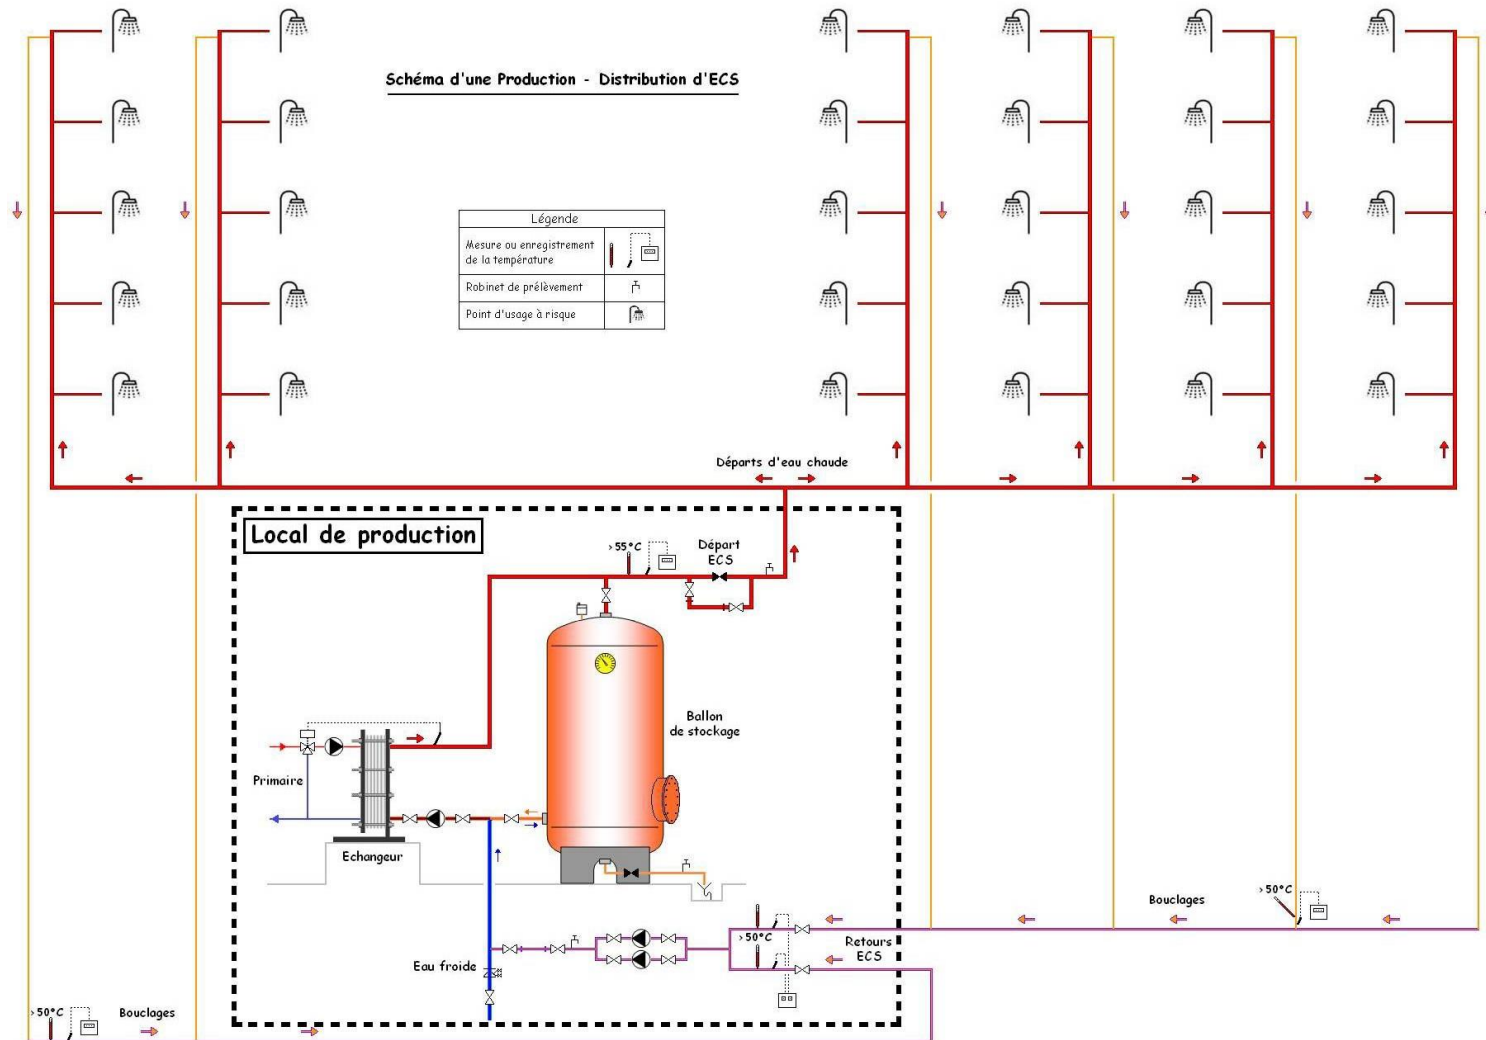 Schéma d'une Production - Distribution d'ECS
Légende
Mesure ou enregistrement
de la température
Robinet de prélèvement
Point d'usage à risque
Départs d'eau chaude
Local de production
>55°C
Départ
ECS
Ballon
de stockage
Primaire
Echangeur
>50°C
Bouclages
>50°C
Retours
ECS
Eau froide
>50°C
Bouclages